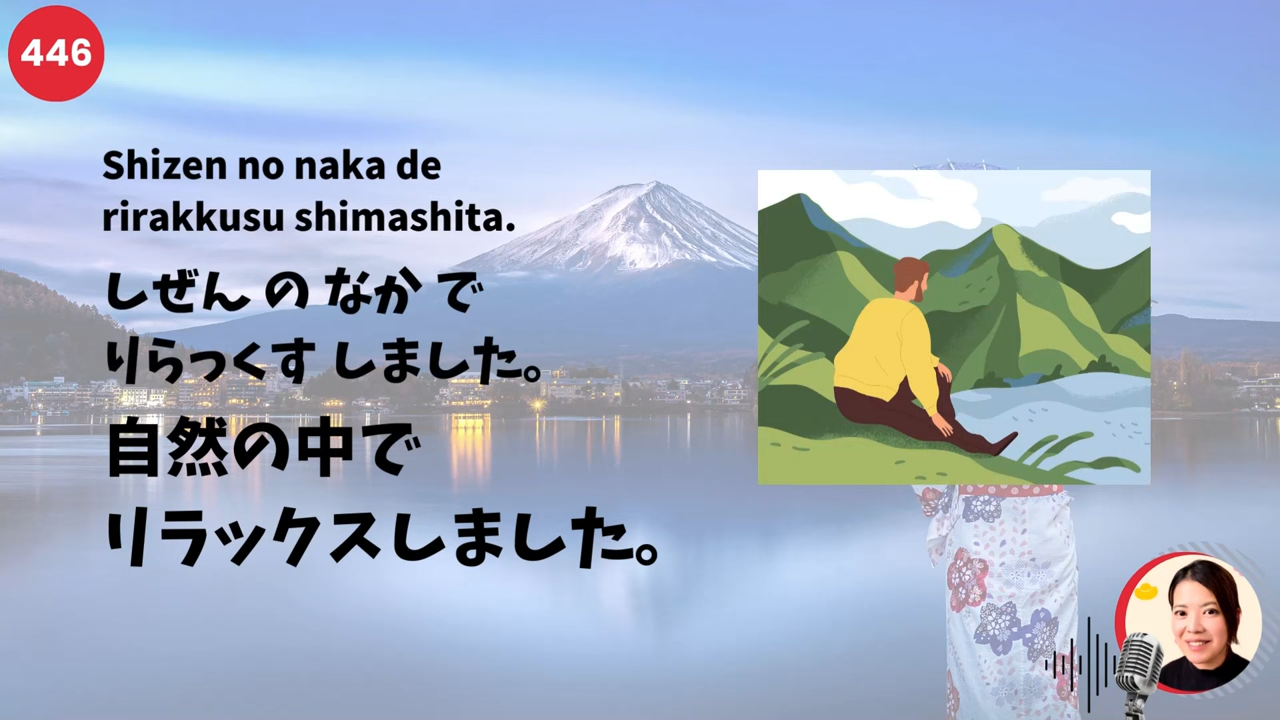 446
Shizen no naka de
rirakkusu shimashita.
しぜん の なか で
りらっくす しました。
自然の中で
リラックスしました。